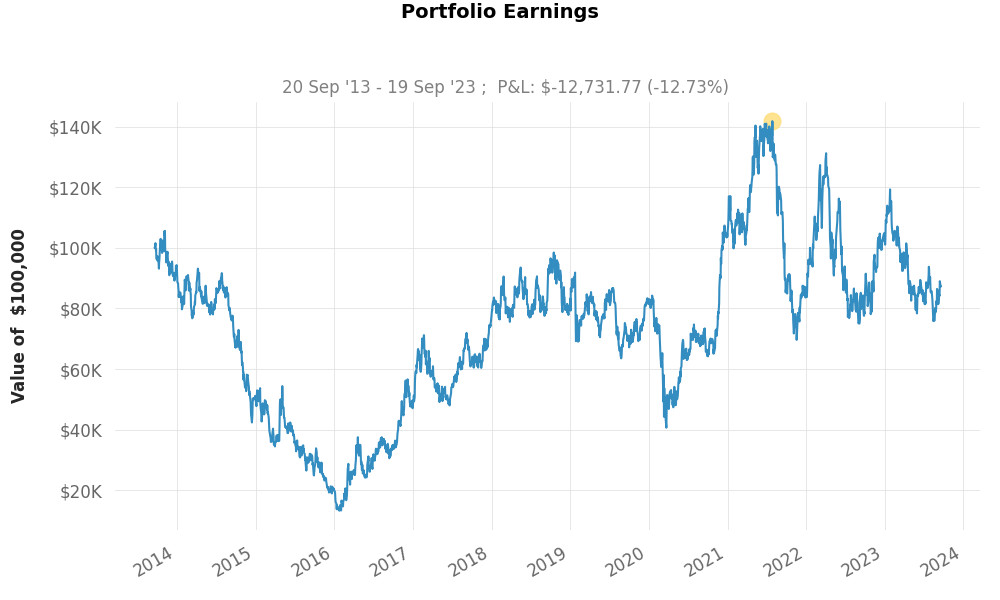 Portfolio Earnings
20 Sep '13 - 19 Sep '23 ;  P&L: $-12,731.77 (-12.73%)
Value of  $100,000
$140K
$120K
$100K
$80K
$60K
$40K
$20K
2014 2015 2016 2017 2018 2019 2020 2021 2022 2023 2024